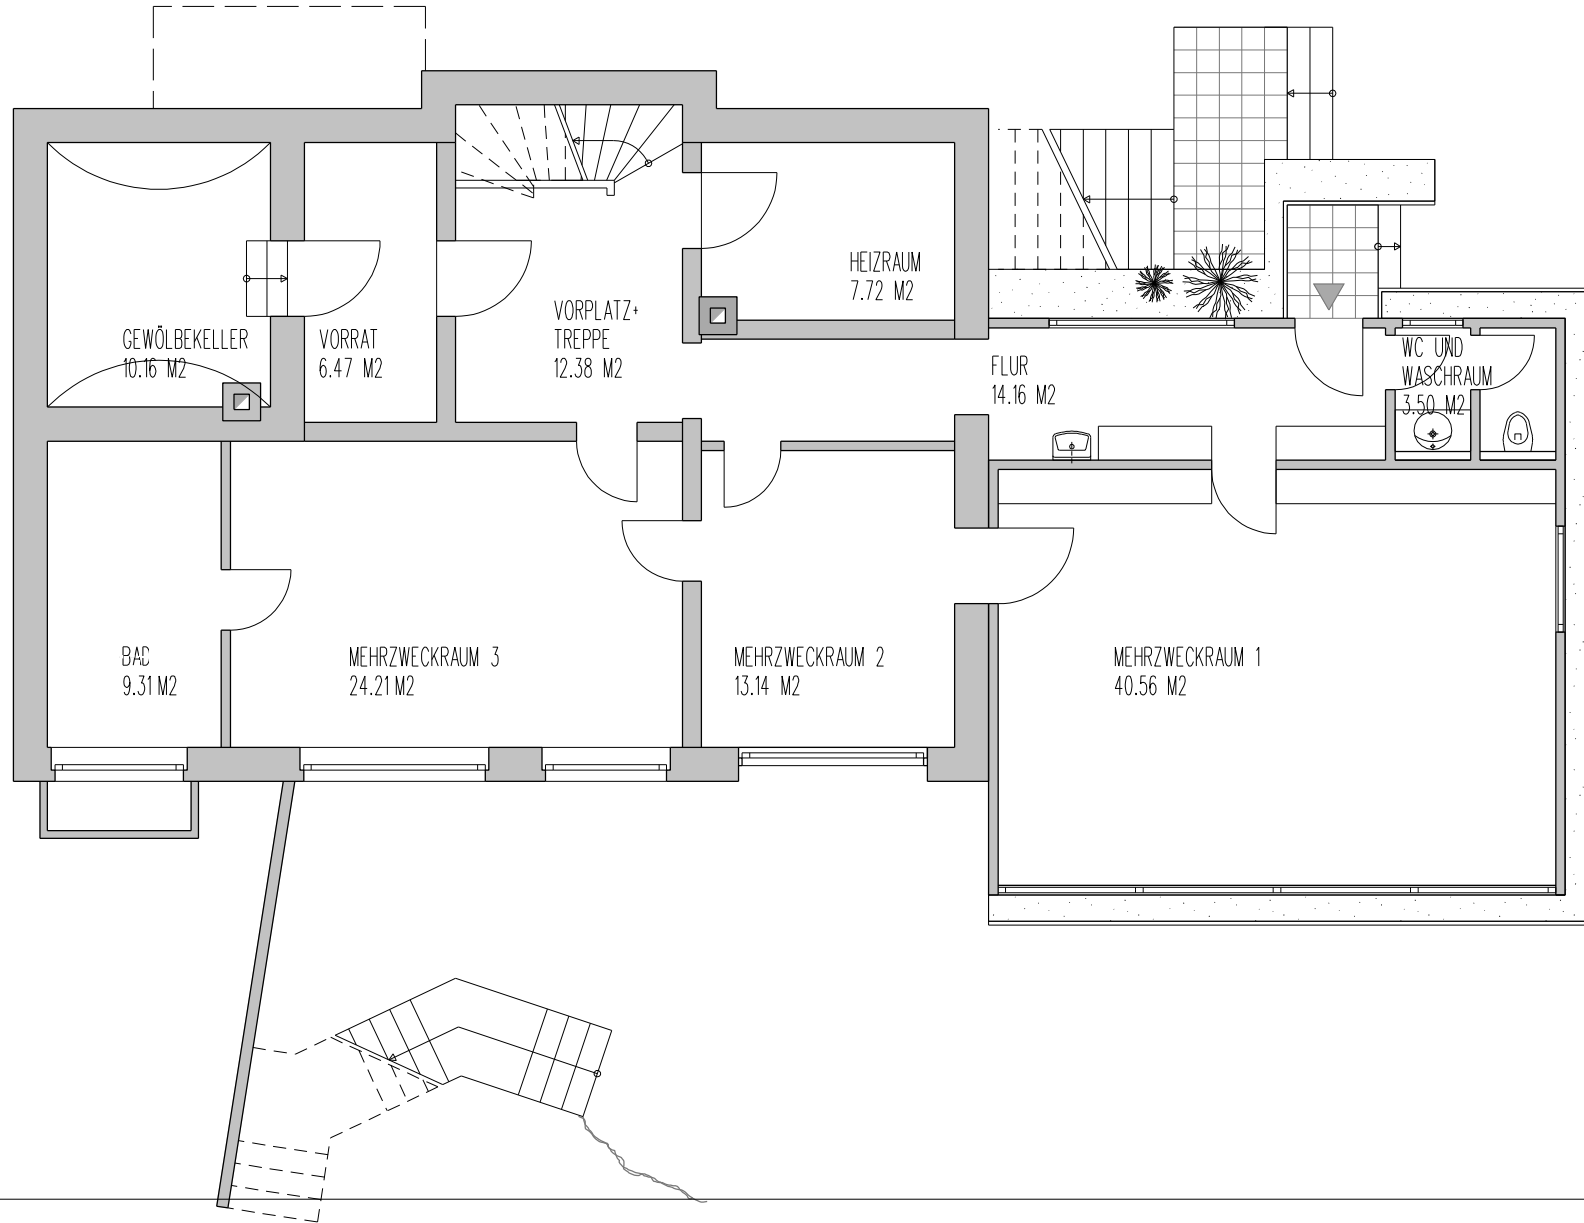 HEIZRAUM
7.72 M2
VORPLATZ+
TREPPE
12.38 M2
GEWÖLBEKELLER
10.16 M2
VORRAT
6.47 M2
FLUR
14.16 M2
WC UND
WASCHRAUM
3.50 M2
BAD
9.31 M2
MEHRZWECKRAUM 3
24.21 M2
MEHRZWECKRAUM 2
13.14 M2
MEHRZWECKRAUM 1
40.56 M2